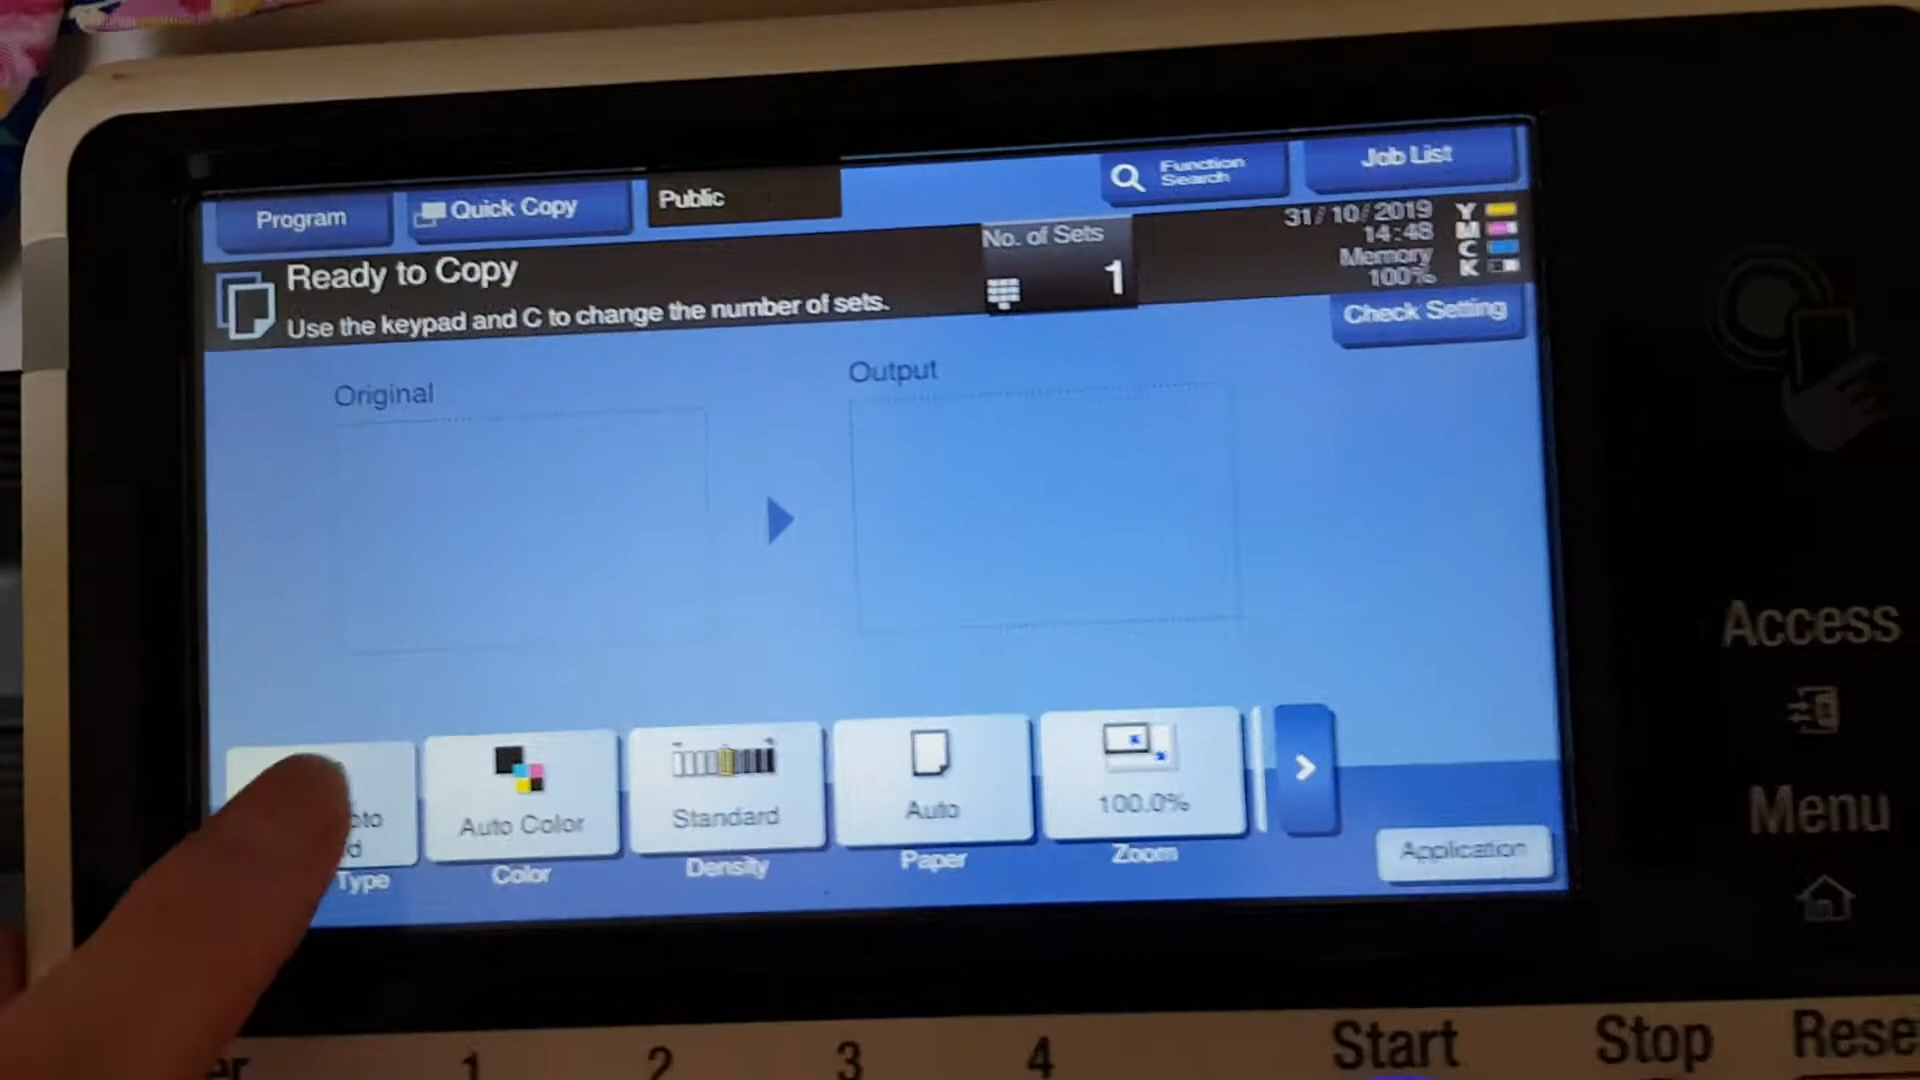 Program
Quick Copy
Public
Function
Search
Job List
Ready to Copy
Use the keypad and C to change the number of sets.
No. of Sets
1
31/10/2019
14:48
Memory
100%
Y
M
C
K
Check Setting
Original
Output
Type
Auto Color
Color
Standard
Density
Auto
Paper
100.0%
Zoom
Application
Access
Menu
1
2
3
4
Start
Stop
Rese